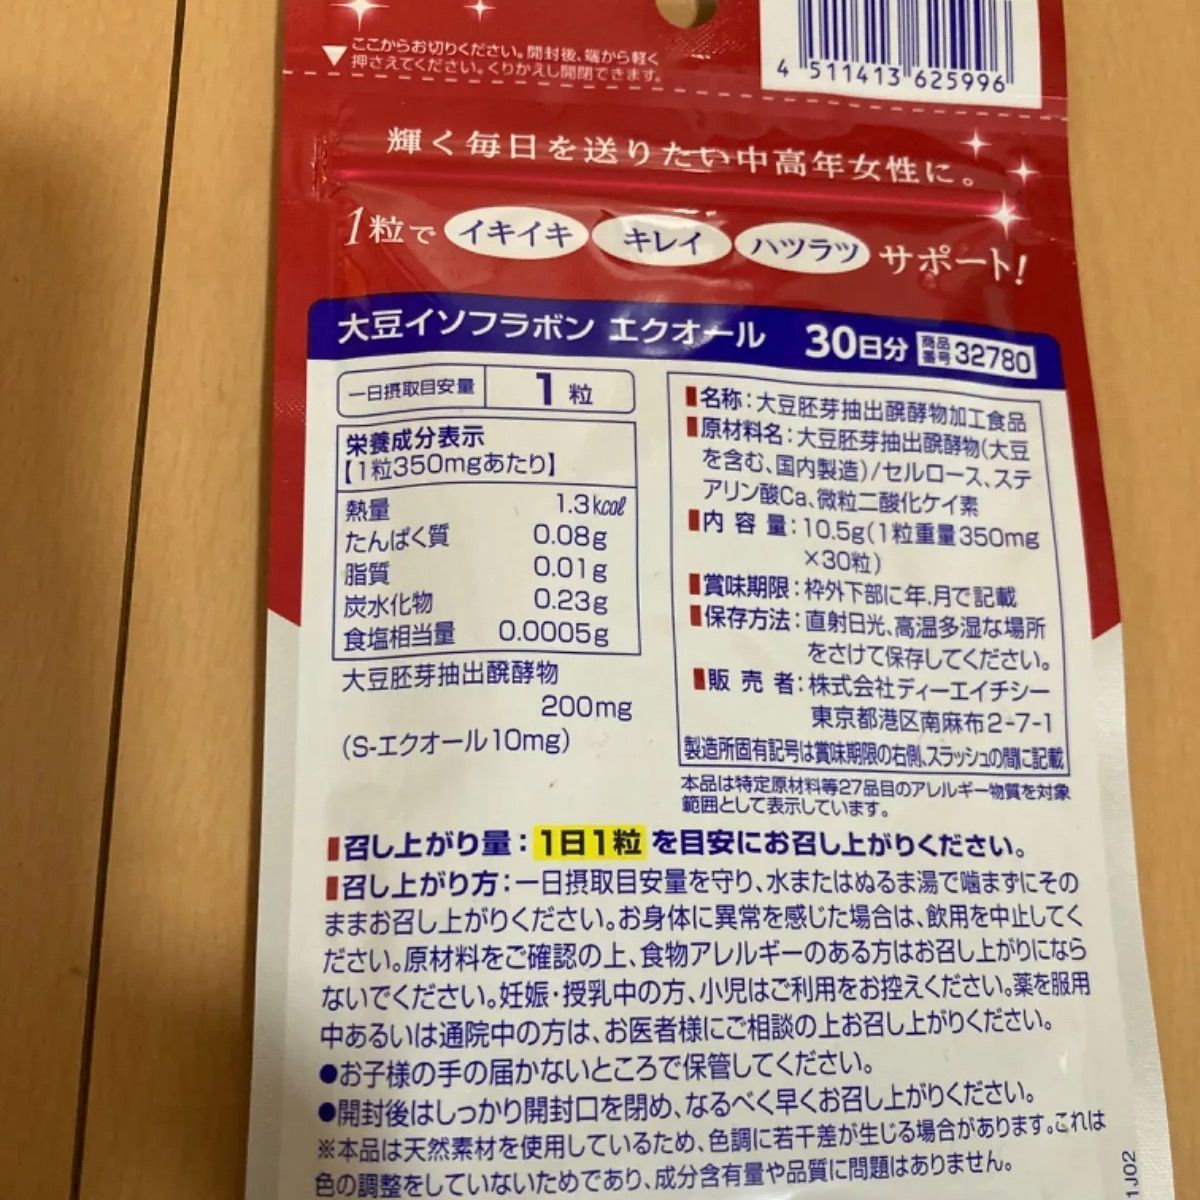 ▼ここからお切りください。開封後、端から軽く
押さえてください。くりかえし開閉できます。
4 511413 625996
輝く毎日を送りたい中高年女性に。
1粒で イキイキ キレイ ハツラツ サポート!
大豆イソフラボン エクオール 30日分 商品番号 32780
一日摂取目安量 1粒
栄養成分表示
【1粒350mgあたり】
熱量 1.3kcal
たんぱく質 0.08g
脂質 0.01g
炭水化物 0.23g
食塩相当量 0.0005g
大豆胚芽抽出醗酵物
200mg
(S-エクオール10mg)
■名称:大豆胚芽抽出醗酵物加工食品
■原材料名:大豆胚芽抽出醗酵物(大豆
を含む、国内製造)/セルロース、ステ
アリン酸Ca、微粒二酸化ケイ素
■内容量:10.5g(1粒重量350mg
×30粒)
■賞味期限:枠外下部に年.月で記載
■保存方法:直射日光、高温多湿な場所
をさけて保存してください。
■販売者:株式会社ディーエイチシー
東京都港区南麻布2-7-1
製造所固有記号は賞味期限の右側、スラッシュの間に記載
本品は特定原材料等27品目のアレルギー物質を対象
範囲として表示しています。
■召し上がり量:1日1粒を目安にお召し上がりください。
■召し上がり方:一日摂取目安量を守り、水またはぬるま湯で噛まずにその
ままお召し上がりください。お身体に異常を感じた場合は、飲用を中止してく
ださい。原材料をご確認の上、食物アレルギーのある方はお召し上がりになら
ないでください。妊娠・授乳中の方、小児はご利用をお控えください。薬を服用
中あるいは通院中の方は、お医者様にご相談の上お召し上がりください。
●お子様の手の届かないところで保管してください。
●開封後はしっかり開封口を閉め、なるべく早くお召し上がりください。
※本品は天然素材を使用しているため、色調に若干差が生じる場合があります。これは
色の調整をしていないためであり、成分含有量や品質に問題はありません。
J02